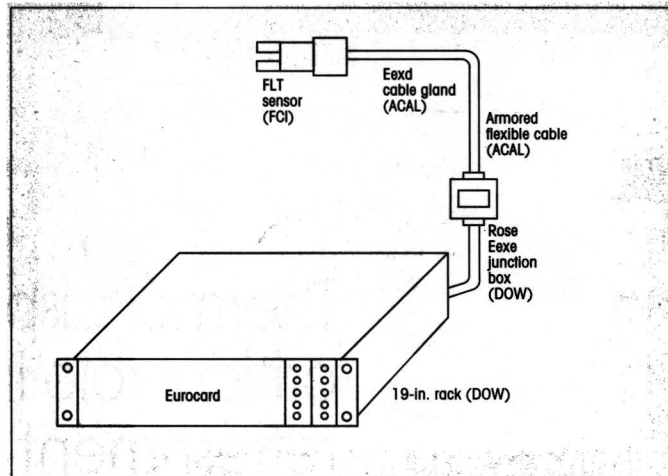 FLT
sensor
(FCI)
Eexd
cable gland
(ACAL)
Armored
flexible cable
(ACAL)
Rose
Eexe
junction
box
(DOW)
Eurocard
19-in. rack (DOW)